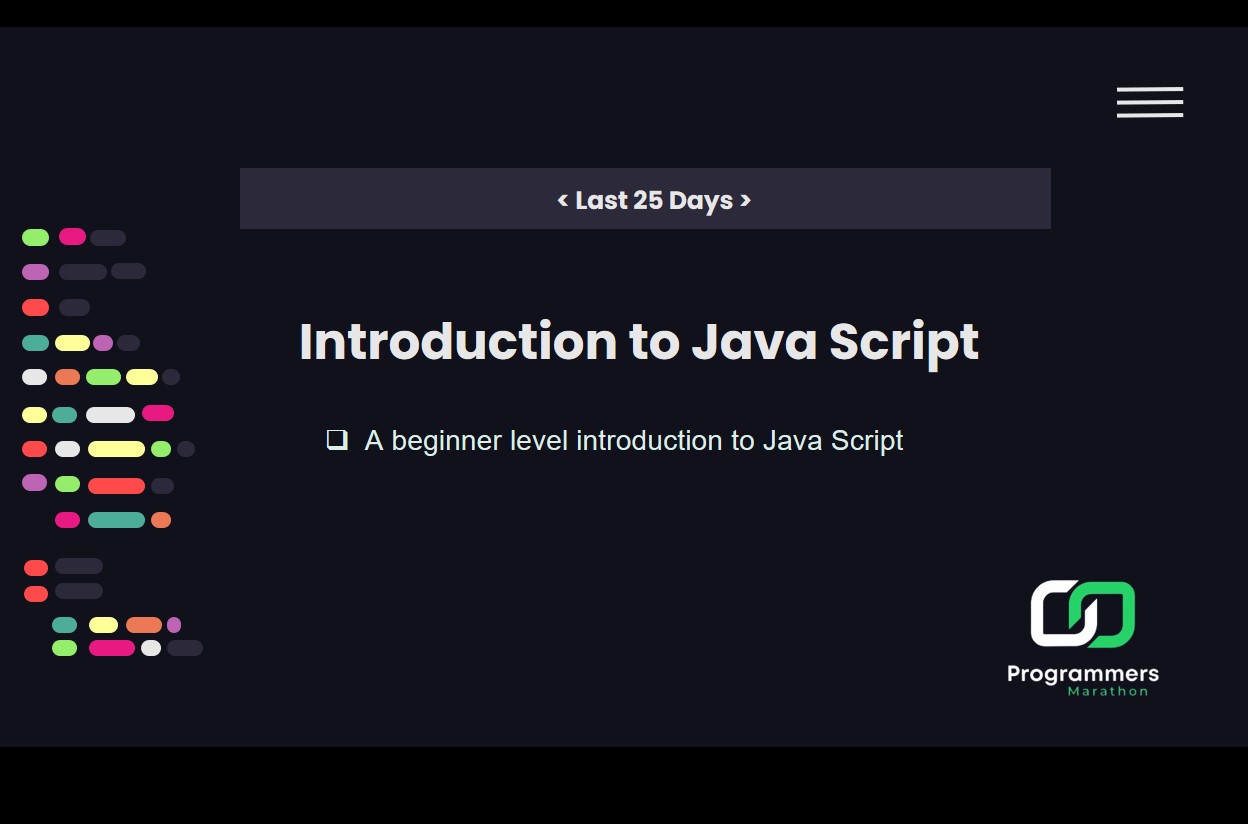 < Last 25 Days >
Introduction to Java Script
❑ A beginner level introduction to Java Script
Programmers
Marathon